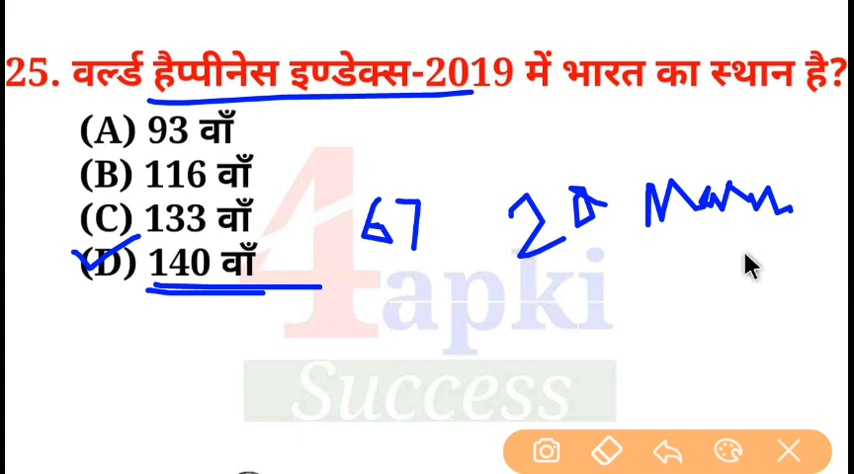 25. वर्ल्ड हैप्पीनेस इण्डेक्स-2019 में भारत का स्थान है?
(A) 93 वाँ
(B) 116 वाँ
(C) 133 वाँ
(D) 140 वाँ
67
4apki
Success